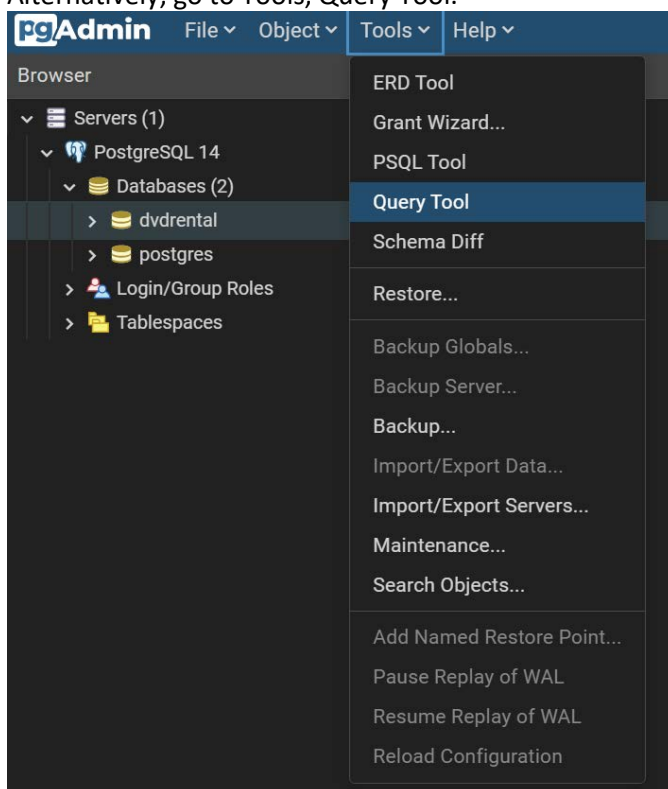 Alternatively, go to Tools, Query Tool.
pgAdmin File Object Tools Help
Browser
Servers (1)
PostgreSQL 14
Databases (2)
dvdrental
postgres
Login/Group Roles
Tablespaces
ERD Tool
Grant Wizard...
PSQL Tool
Query Tool
Schema Diff
Restore...
Backup Globals...
Backup Server...
Backup...
Import/Export Data...
Import/Export Servers...
Maintenance...
Search Objects...
Add Named Restore Point...
Pause Replay of WAL
Resume Replay of WAL
Reload Configuration